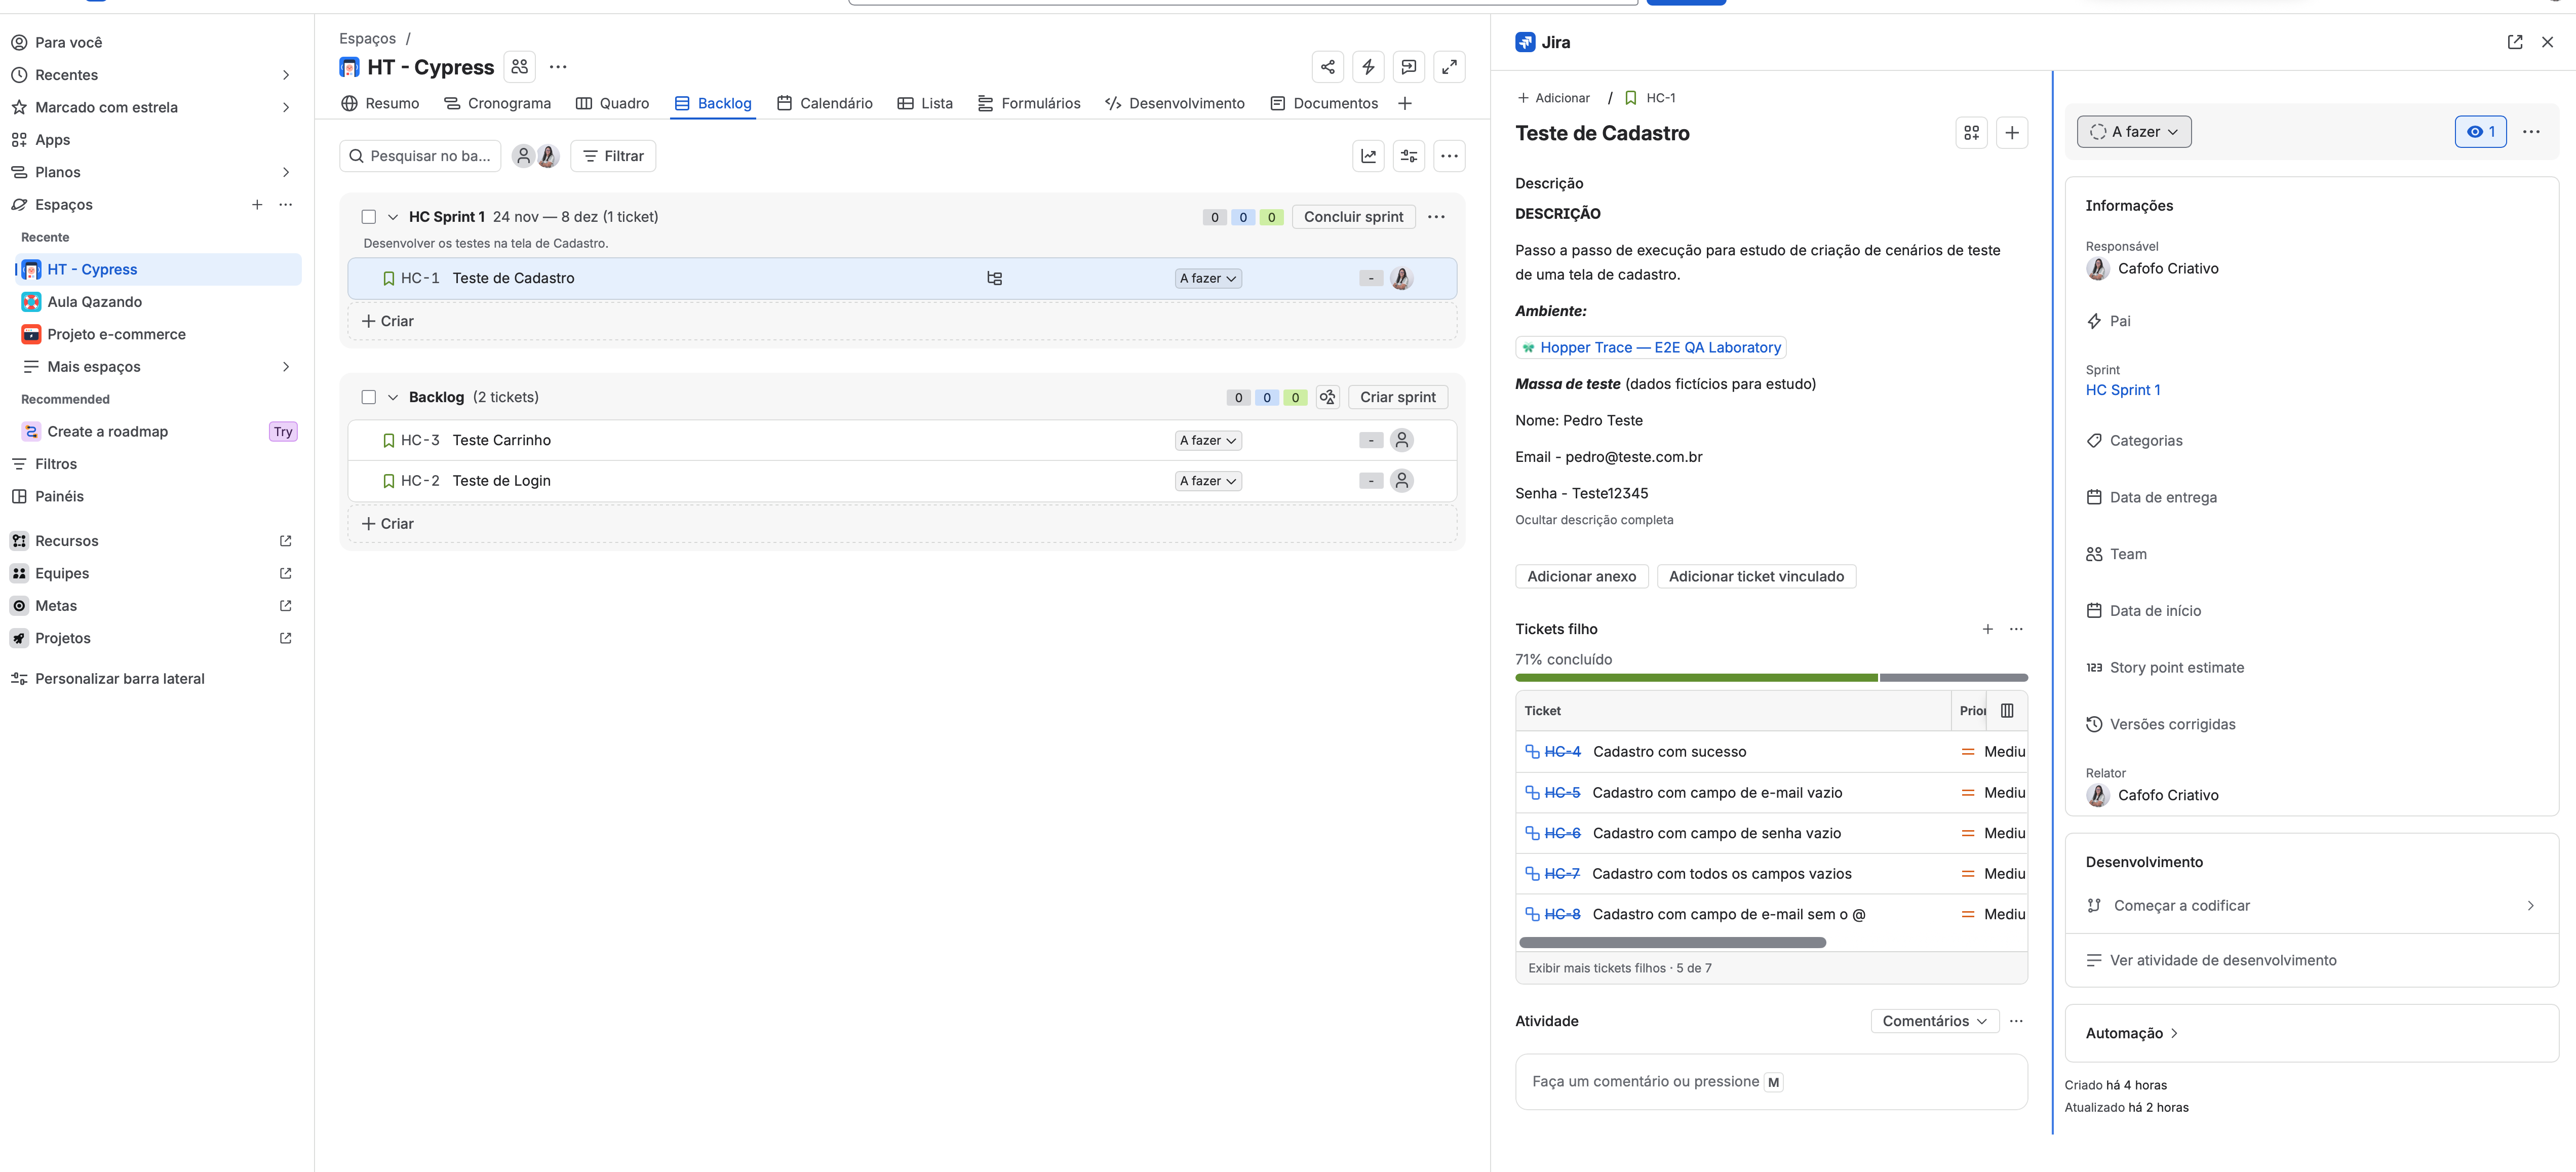 Para você
Recentes
Marcado com estrela
Apps
Planos
Espaços
Recente
HT - Cypress
Aula Qazando
Projeto e-commerce
Mais espaços
Recommended
Create a roadmap
Try
Filtros
Painéis
Recursos
Equipes
Metas
Projetos
Personalizar barra lateral
Espaços /
HT - Cypress
Resumo Cronograma Quadro Backlog Calendário Lista Formulários Desenvolvimento Documentos
Pesquisar no ba... Filtrar
HC Sprint 1 24 nov — 8 dez (1 ticket) 0 0 0 Concluir sprint
Desenvolver os testes na tela de Cadastro.
HC-1 Teste de Cadastro A fazer -
Criar
Backlog (2 tickets) 0 0 0 Criar sprint
HC-3 Teste Carrinho A fazer -
HC-2 Teste de Login A fazer -
Criar
Jira
Adicionar / HC-1
Teste de Cadastro
Descrição
DESCRIÇÃO
Passo a passo de execução para estudo de criação de cenários de teste
de uma tela de cadastro.
Ambiente:
Hopper Trace — E2E QA Laboratory
Massa de teste (dados fictícios para estudo)
Nome: Pedro Teste
Email - pedro@teste.com.br
Senha - Teste12345
Ocultar descrição completa
Adicionar anexo Adicionar ticket vinculado
Tickets filho
71% concluído
Ticket Prior
HC-4 Cadastro com sucesso Mediu
HC-5 Cadastro com campo de e-mail vazio Mediu
HC-6 Cadastro com campo de senha vazio Mediu
HC-7 Cadastro com todos os campos vazios Mediu
HC-8 Cadastro com campo de e-mail sem o @ Mediu
Exibir mais tickets filhos · 5 de 7
Atividade Comentários
Faça um comentário ou pressione M
A fazer 1
Informações
Responsável
Cafofo Criativo
Pai
Sprint
HC Sprint 1
Categorias
Data de entrega
Team
Data de início
123 Story point estimate
Versões corrigidas
Relator
Cafofo Criativo
Desenvolvimento
Começar a codificar
Ver atividade de desenvolvimento
Automação
Criado há 4 horas
Atualizado há 2 horas